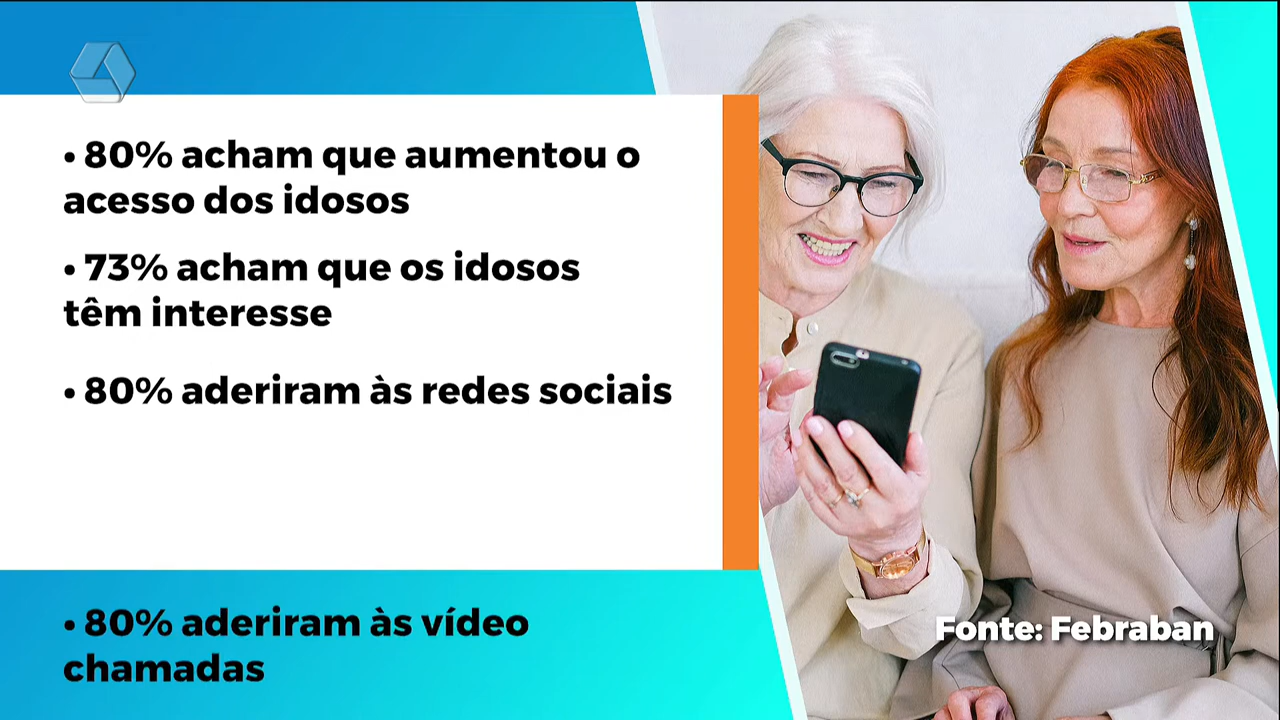 • 80% acham que aumentou o
acesso dos idosos
• 73% acham que os idosos
têm interesse
• 80% aderiram às redes sociais
• 80% aderiram às vídeo
chamadas
Fonte: Febraban